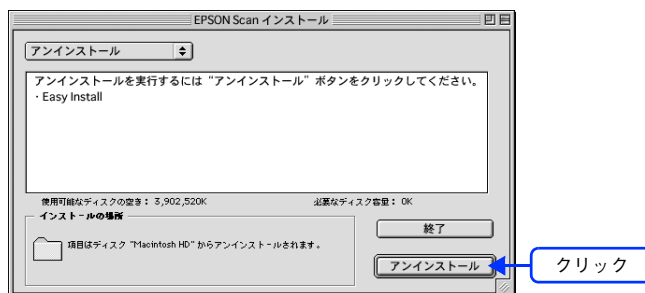 EPSON Scan インストール
アンインストール
アンインストールを実行するには “アンインストール” ボタンをクリックしてください。
・Easy Install
使用可能なディスクの空き： 3,902,520K
必要なディスク容量： 0K
インストールの場所
項目はディスク “Macintosh HD” からアンインストールされます。
終了
アンインストール
クリック